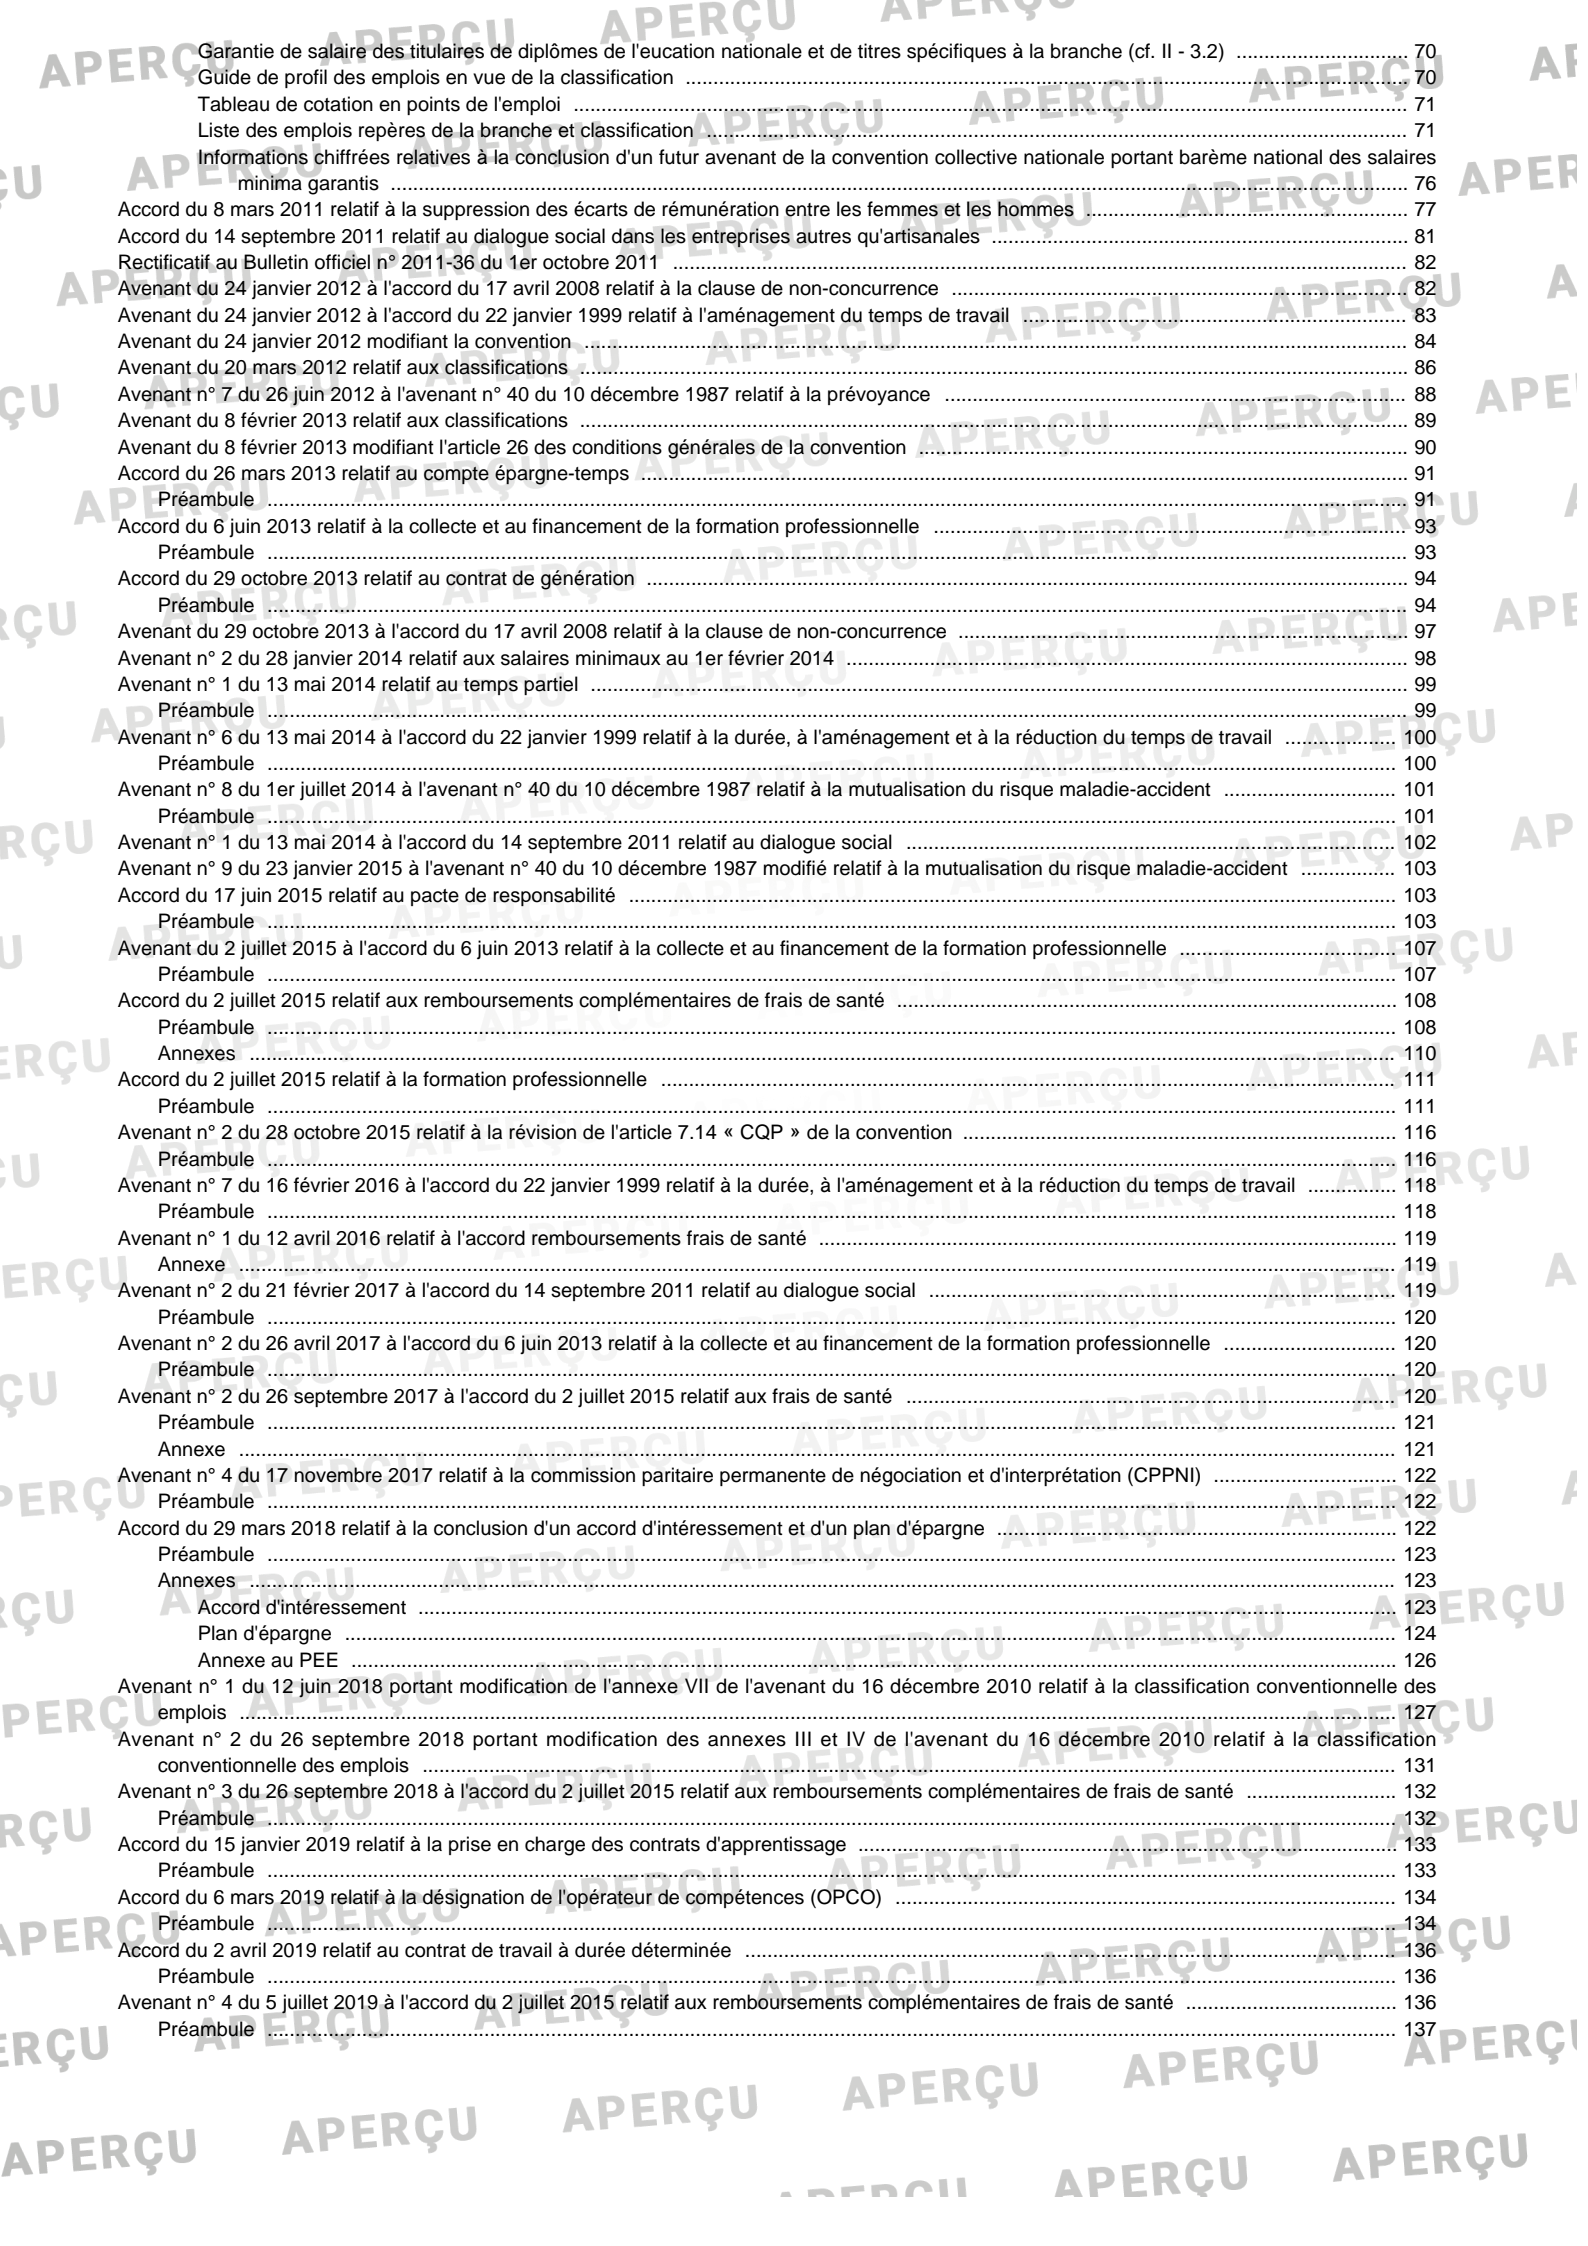 Garantie de salaire des titulaires de diplômes de l'eucation nationale et de titres spécifiques à la branche (cf. II - 3.2) 70
Guide de profil des emplois en vue de la classification 70
Tableau de cotation en points de l'emploi 71
Liste des emplois repères de la branche et classification 71
Informations chiffrées relatives à la conclusion d'un futur avenant de la convention collective nationale portant barème national des salaires
minima garantis 76
Accord du 8 mars 2011 relatif à la suppression des écarts de rémunération entre les femmes et les hommes 77
Accord du 14 septembre 2011 relatif au dialogue social dans les entreprises autres qu'artisanales 81
Rectificatif au Bulletin officiel n° 2011-36 du 1er octobre 2011 82
Avenant du 24 janvier 2012 à l'accord du 17 avril 2008 relatif à la clause de non-concurrence 82
Avenant du 24 janvier 2012 à l'accord du 22 janvier 1999 relatif à l'aménagement du temps de travail 83
Avenant du 24 janvier 2012 modifiant la convention 84
Avenant du 20 mars 2012 relatif aux classifications 86
Avenant n° 7 du 26 juin 2012 à l'avenant n° 40 du 10 décembre 1987 relatif à la prévoyance 88
Avenant du 8 février 2013 relatif aux classifications 89
Avenant du 8 février 2013 modifiant l'article 26 des conditions générales de la convention 90
Accord du 26 mars 2013 relatif au compte épargne-temps 91
Préambule 91
Accord du 6 juin 2013 relatif à la collecte et au financement de la formation professionnelle 93
Préambule 93
Accord du 29 octobre 2013 relatif au contrat de génération 94
Préambule 94
Avenant du 29 octobre 2013 à l'accord du 17 avril 2008 relatif à la clause de non-concurrence 97
Avenant n° 2 du 28 janvier 2014 relatif aux salaires minimaux au 1er février 2014 98
Avenant n° 1 du 13 mai 2014 relatif au temps partiel 99
Préambule 99
Avenant n° 6 du 13 mai 2014 à l'accord du 22 janvier 1999 relatif à la durée, à l'aménagement et à la réduction du temps de travail 100
Préambule 100
Avenant n° 8 du 1er juillet 2014 à l'avenant n° 40 du 10 décembre 1987 relatif à la mutualisation du risque maladie-accident 101
Préambule 101
Avenant n° 1 du 13 mai 2014 à l'accord du 14 septembre 2011 relatif au dialogue social 102
Avenant n° 9 du 23 janvier 2015 à l'avenant n° 40 du 10 décembre 1987 modifié relatif à la mutualisation du risque maladie-accident 103
Accord du 17 juin 2015 relatif au pacte de responsabilité 103
Préambule 103
Avenant du 2 juillet 2015 à l'accord du 6 juin 2013 relatif à la collecte et au financement de la formation professionnelle 107
Préambule 107
Accord du 2 juillet 2015 relatif aux remboursements complémentaires de frais de santé 108
Préambule 108
Annexes 110
Accord du 2 juillet 2015 relatif à la formation professionnelle 111
Préambule 111
Avenant n° 2 du 28 octobre 2015 relatif à la révision de l'article 7.14 « CQP » de la convention 116
Préambule 116
Avenant n° 7 du 16 février 2016 à l'accord du 22 janvier 1999 relatif à la durée, à l'aménagement et à la réduction du temps de travail 118
Préambule 118
Avenant n° 1 du 12 avril 2016 relatif à l'accord remboursements frais de santé 119
Annexe 119
Avenant n° 2 du 21 février 2017 à l'accord du 14 septembre 2011 relatif au dialogue social 119
Préambule 120
Avenant n° 2 du 26 avril 2017 à l'accord du 6 juin 2013 relatif à la collecte et au financement de la formation professionnelle 120
Préambule 120
Avenant n° 2 du 26 septembre 2017 à l'accord du 2 juillet 2015 relatif aux frais de santé 120
Préambule 121
Annexe 121
Avenant n° 4 du 17 novembre 2017 relatif à la commission paritaire permanente de négociation et d'interprétation (CPPNI) 122
Préambule 122
Accord du 29 mars 2018 relatif à la conclusion d'un accord d'intéressement et d'un plan d'épargne 122
Préambule 123
Annexes 123
Accord d'intéressement 123
Plan d'épargne 124
Annexe au PEE 126
Avenant n° 1 du 12 juin 2018 portant modification de l'annexe VII de l'avenant du 16 décembre 2010 relatif à la classification conventionnelle des
emplois 127
Avenant n° 2 du 26 septembre 2018 portant modification des annexes III et IV de l'avenant du 16 décembre 2010 relatif à la classification
conventionnelle des emplois 131
Avenant n° 3 du 26 septembre 2018 à l'accord du 2 juillet 2015 relatif aux remboursements complémentaires de frais de santé 132
Préambule 132
Accord du 15 janvier 2019 relatif à la prise en charge des contrats d'apprentissage 133
Préambule 133
Accord du 6 mars 2019 relatif à la désignation de l'opérateur de compétences (OPCO) 134
Préambule 134
Accord du 2 avril 2019 relatif au contrat de travail à durée déterminée 136
Préambule 136
Avenant n° 4 du 5 juillet 2019 à l'accord du 2 juillet 2015 relatif aux remboursements complémentaires de frais de santé 136
Préambule 137
APERÇU